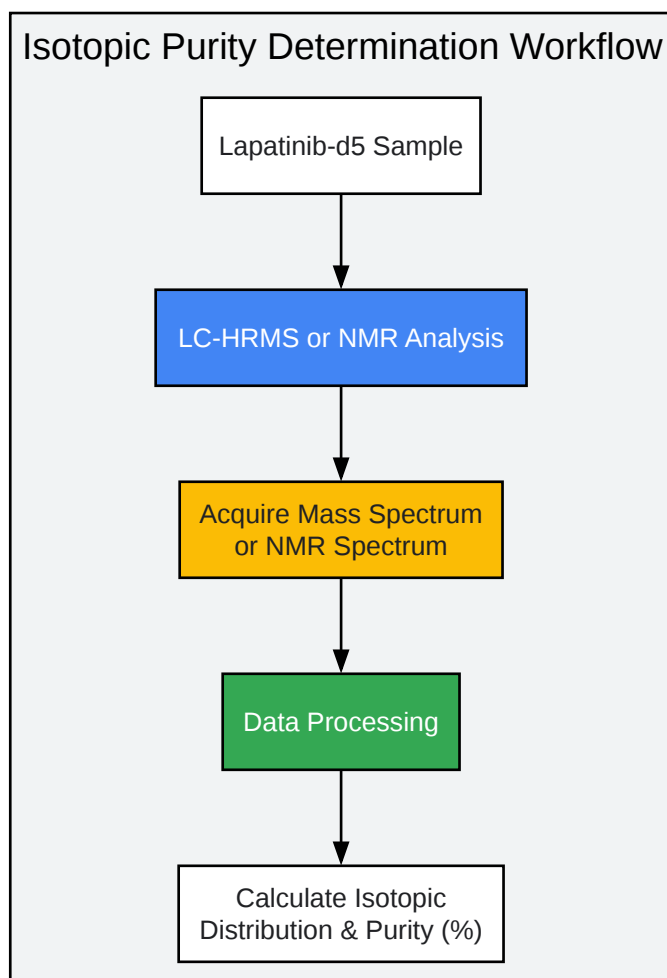 Isotopic Purity Determination Workflow
Lapatinib-d5 Sample
LC-HRMS or NMR Analysis
Acquire Mass Spectrum
or NMR Spectrum
Data Processing
Calculate Isotopic
Distribution & Purity (%)